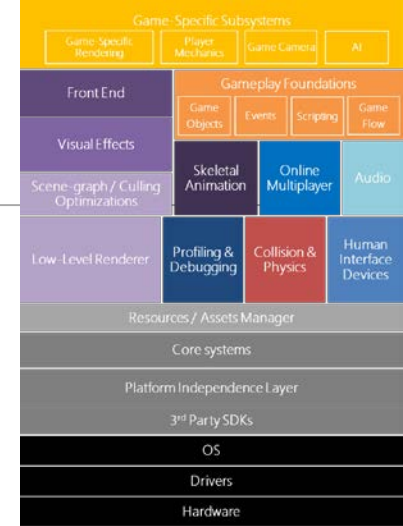 Game-Specific Subsystems
Game-Specific
Rendering
Player
Mechanics
Game Camera
AI
Front End
Gameplay Foundations
Game
Objects
Events
Scripting
Game
Flow
Visual Effects
Skeletal
Animation
Online
Multiplayer
Audio
Scene-graph / Culling
Optimizations
Low-Level Renderer
Profiling &
Debugging
Collision &
Physics
Human
Interface
Devices
Resources / Assets Manager
Core systems
Platform Independence Layer
3rd Party SDKs
OS
Drivers
Hardware